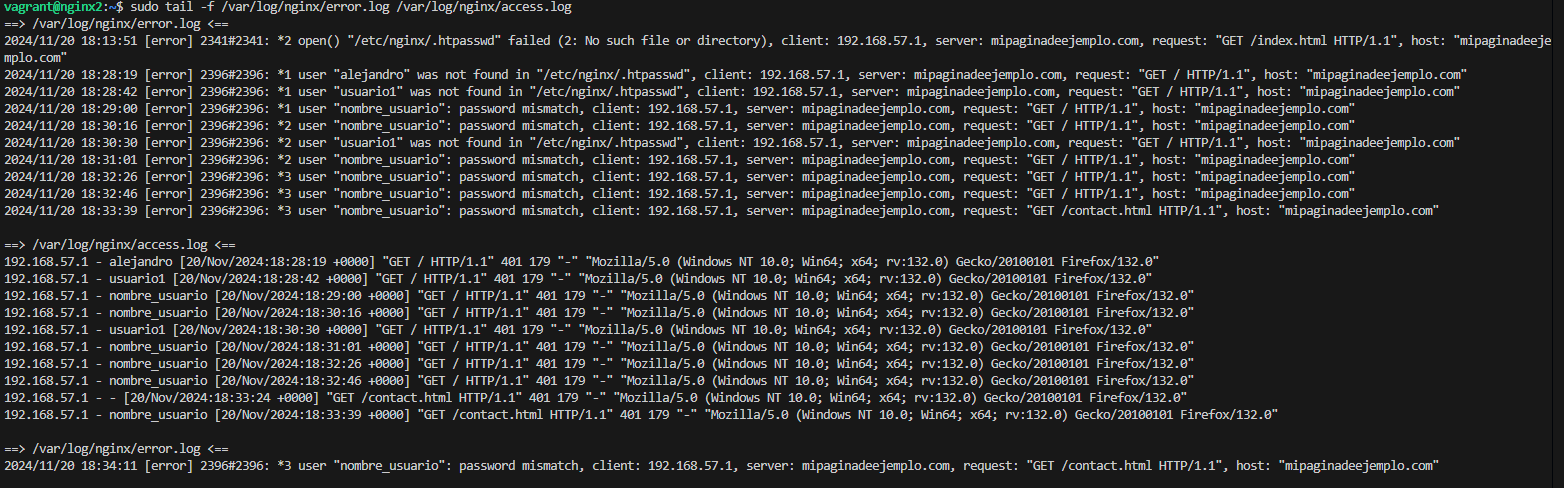 vagrant@nginx2:~$ sudo tail -f /var/log/nginx/error.log /var/log/nginx/access.log
==> /var/log/nginx/error.log <==
2024/11/20 18:13:51 [error] 2341#2341: *2 open() "/etc/nginx/.htpasswd" failed (2: No such file or directory), client: 192.168.57.1, server: mipaginadeejemplo.com, request: "GET /index.html HTTP/1.1", host: "mipaginadeeje
mplo.com"
2024/11/20 18:28:19 [error] 2396#2396: *1 user "alejandro" was not found in "/etc/nginx/.htpasswd", client: 192.168.57.1, server: mipaginadeejemplo.com, request: "GET / HTTP/1.1", host: "mipaginadeejemplo.com"
2024/11/20 18:28:42 [error] 2396#2396: *1 user "usuario1" was not found in "/etc/nginx/.htpasswd", client: 192.168.57.1, server: mipaginadeejemplo.com, request: "GET / HTTP/1.1", host: "mipaginadeejemplo.com"
2024/11/20 18:29:00 [error] 2396#2396: *1 user "nombre_usuario": password mismatch, client: 192.168.57.1, server: mipaginadeejemplo.com, request: "GET / HTTP/1.1", host: "mipaginadeejemplo.com"
2024/11/20 18:30:16 [error] 2396#2396: *2 user "nombre_usuario": password mismatch, client: 192.168.57.1, server: mipaginadeejemplo.com, request: "GET / HTTP/1.1", host: "mipaginadeejemplo.com"
2024/11/20 18:30:30 [error] 2396#2396: *2 user "usuario1" was not found in "/etc/nginx/.htpasswd", client: 192.168.57.1, server: mipaginadeejemplo.com, request: "GET / HTTP/1.1", host: "mipaginadeejemplo.com"
2024/11/20 18:31:01 [error] 2396#2396: *2 user "nombre_usuario": password mismatch, client: 192.168.57.1, server: mipaginadeejemplo.com, request: "GET / HTTP/1.1", host: "mipaginadeejemplo.com"
2024/11/20 18:32:26 [error] 2396#2396: *3 user "nombre_usuario": password mismatch, client: 192.168.57.1, server: mipaginadeejemplo.com, request: "GET / HTTP/1.1", host: "mipaginadeejemplo.com"
2024/11/20 18:32:46 [error] 2396#2396: *3 user "nombre_usuario": password mismatch, client: 192.168.57.1, server: mipaginadeejemplo.com, request: "GET / HTTP/1.1", host: "mipaginadeejemplo.com"
2024/11/20 18:33:39 [error] 2396#2396: *3 user "nombre_usuario": password mismatch, client: 192.168.57.1, server: mipaginadeejemplo.com, request: "GET /contact.html HTTP/1.1", host: "mipaginadeejemplo.com"
==> /var/log/nginx/access.log <==
192.168.57.1 - alejandro [20/Nov/2024:18:28:19 +0000] "GET / HTTP/1.1" 401 179 "-" "Mozilla/5.0 (Windows NT 10.0; Win64; x64; rv:132.0) Gecko/20100101 Firefox/132.0"
192.168.57.1 - usuario1 [20/Nov/2024:18:28:42 +0000] "GET / HTTP/1.1" 401 179 "-" "Mozilla/5.0 (Windows NT 10.0; Win64; x64; rv:132.0) Gecko/20100101 Firefox/132.0"
192.168.57.1 - nombre_usuario [20/Nov/2024:18:29:00 +0000] "GET / HTTP/1.1" 401 179 "-" "Mozilla/5.0 (Windows NT 10.0; Win64; x64; rv:132.0) Gecko/20100101 Firefox/132.0"
192.168.57.1 - nombre_usuario [20/Nov/2024:18:30:16 +0000] "GET / HTTP/1.1" 401 179 "-" "Mozilla/5.0 (Windows NT 10.0; Win64; x64; rv:132.0) Gecko/20100101 Firefox/132.0"
192.168.57.1 - usuario1 [20/Nov/2024:18:30:30 +0000] "GET / HTTP/1.1" 401 179 "-" "Mozilla/5.0 (Windows NT 10.0; Win64; x64; rv:132.0) Gecko/20100101 Firefox/132.0"
192.168.57.1 - nombre_usuario [20/Nov/2024:18:31:01 +0000] "GET / HTTP/1.1" 401 179 "-" "Mozilla/5.0 (Windows NT 10.0; Win64; x64; rv:132.0) Gecko/20100101 Firefox/132.0"
192.168.57.1 - nombre_usuario [20/Nov/2024:18:32:26 +0000] "GET / HTTP/1.1" 401 179 "-" "Mozilla/5.0 (Windows NT 10.0; Win64; x64; rv:132.0) Gecko/20100101 Firefox/132.0"
192.168.57.1 - nombre_usuario [20/Nov/2024:18:32:46 +0000] "GET / HTTP/1.1" 401 179 "-" "Mozilla/5.0 (Windows NT 10.0; Win64; x64; rv:132.0) Gecko/20100101 Firefox/132.0"
192.168.57.1 - - [20/Nov/2024:18:33:24 +0000] "GET /contact.html HTTP/1.1" 401 179 "-" "Mozilla/5.0 (Windows NT 10.0; Win64; x64; rv:132.0) Gecko/20100101 Firefox/132.0"
192.168.57.1 - nombre_usuario [20/Nov/2024:18:33:39 +0000] "GET /contact.html HTTP/1.1" 401 179 "-" "Mozilla/5.0 (Windows NT 10.0; Win64; x64; rv:132.0) Gecko/20100101 Firefox/132.0"
==> /var/log/nginx/error.log <==
2024/11/20 18:34:11 [error] 2396#2396: *3 user "nombre_usuario": password mismatch, client: 192.168.57.1, server: mipaginadeejemplo.com, request: "GET /contact.html HTTP/1.1", host: "mipaginadeejemplo.com"